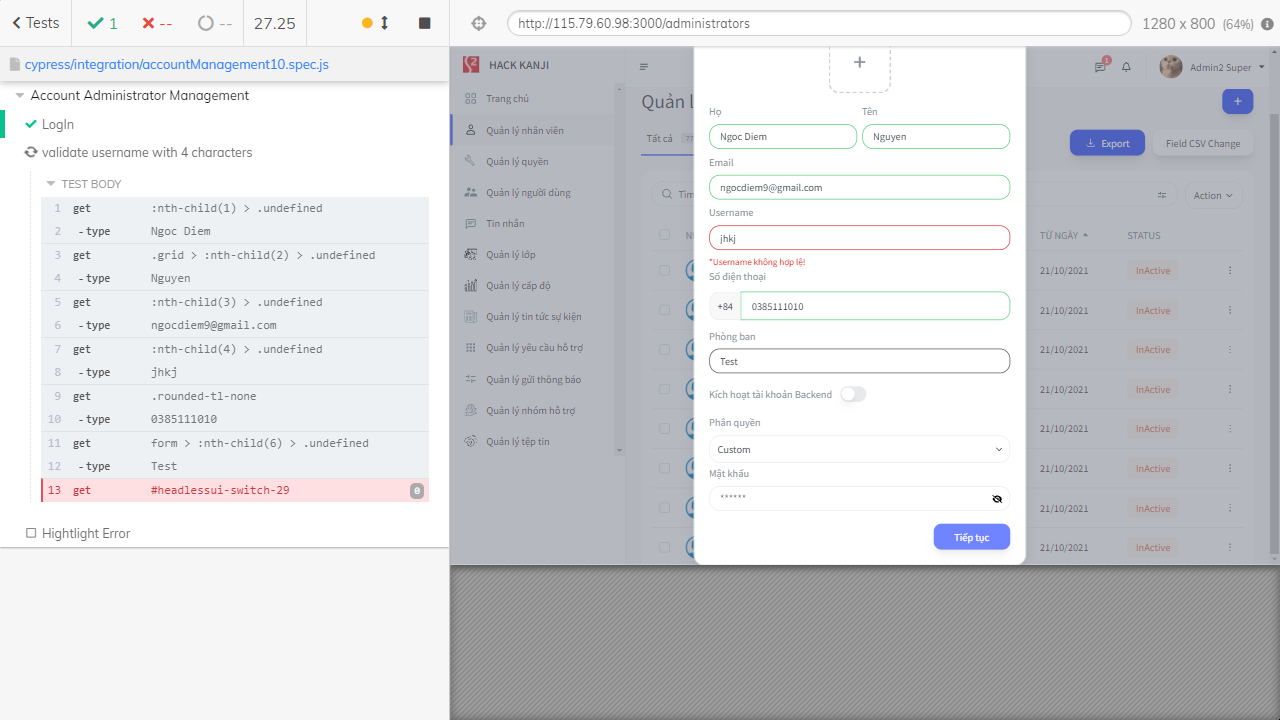 Tests
1
--
--
27.25
http://115.79.60.98:3000/administrators
1280 x 800 (64%)
cypress/integration/accountManagement10.spec.js
Account Administrator Management
LogIn
validate username with 4 characters
TEST BODY
1 get :nth-child(1) > .undefined
2 -type Ngoc Diem
3 get .grid > :nth-child(2) > .undefined
4 -type Nguyen
5 get :nth-child(3) > .undefined
6 -type ngocdiem9@gmail.com
7 get :nth-child(4) > .undefined
8 -type jhkj
9 get .rounded-tl-none
10 -type 0385111010
11 get form > :nth-child(6) > .undefined
12 -type Test
13 get #headlessui-switch-29 0
Hightlight Error
HACK KANJI
Trang chủ
Quản lý nhân viên
Quản lý quyền
Quản lý người dùng
Tin nhắn
Quản lý lớp
Quản lý cấp độ
Quản lý tin tức sự kiện
Quản lý yêu cầu hỗ trợ
Quản lý gửi thông báo
Quản lý nhóm hỗ trợ
Quản lý tệp tin
1
Admin2 Super
Quản l
+
Tất cả 77
Export
Field CSV Change
Tìm
Action
TỪ NGÀY
STATUS
21/10/2021 InActive
21/10/2021 InActive
21/10/2021 InActive
21/10/2021 InActive
21/10/2021 InActive
21/10/2021 InActive
21/10/2021 InActive
21/10/2021 InActive
+
Họ
Tên
Ngoc Diem
Nguyen
Email
ngocdiem9@gmail.com
Username
jhkj
*Username không hợp lệ!
Số điện thoại
+84 0385111010
Phòng ban
Test
Kích hoạt tài khoản Backend
Phân quyền
Custom
Mật khẩu
******
Tiếp tục